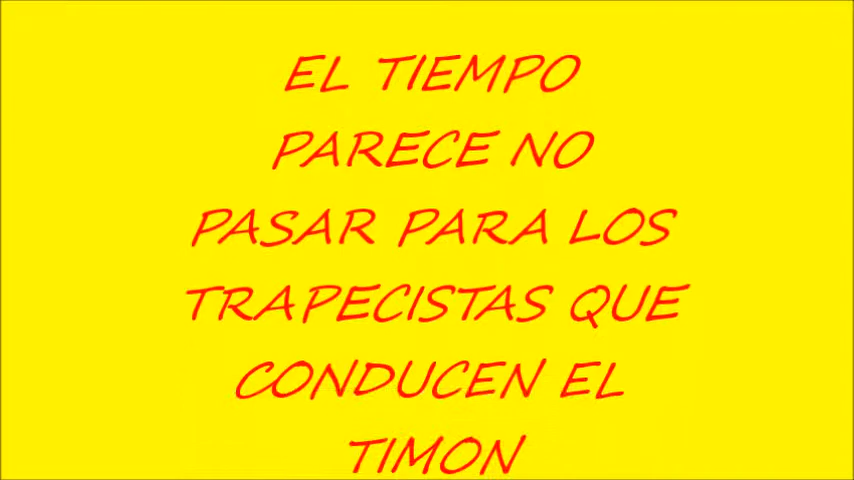 EL TIEMPO
PARECE NO
PASAR PARA LOS
TRAPECISTAS QUE
CONDUCEN EL
TIMON